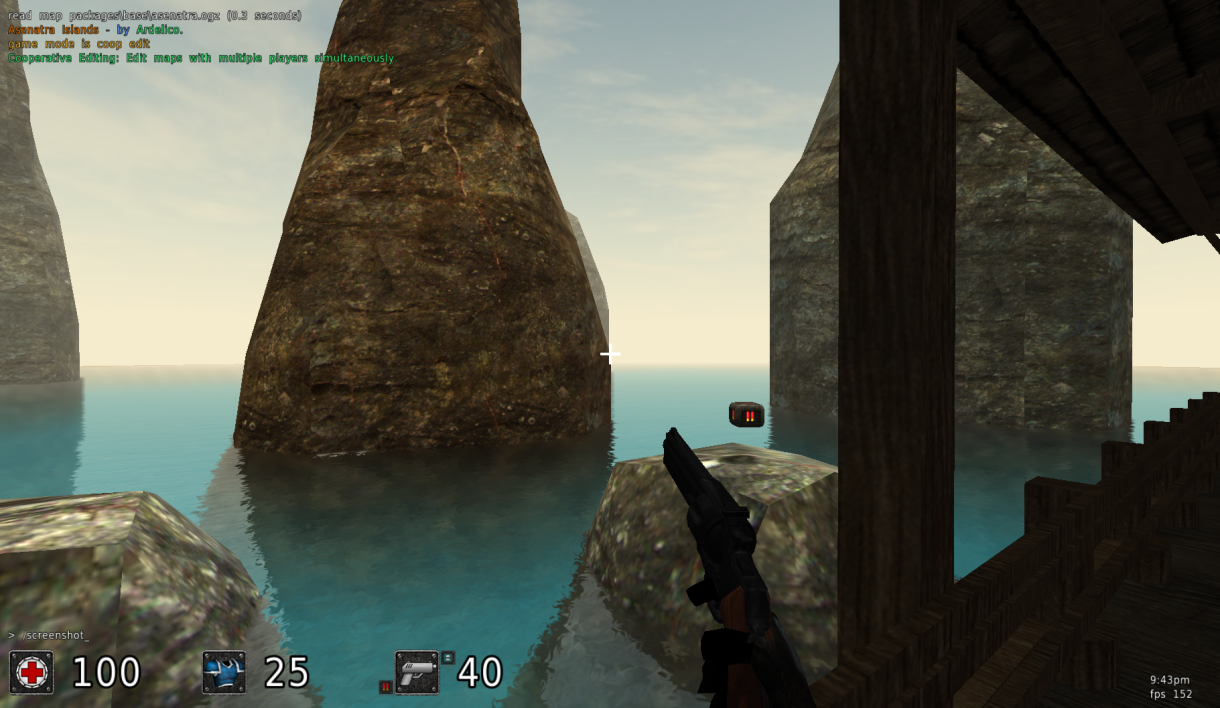 read map packages\base\asenatra.ogz (0.3 seconds)
Asenatra Islands - by Ardelico.
game mode is coop edit
Cooperative Editing: Edit maps with multiple players simultaneously.
> /screenshot_
100 25 40
9:43pm
fps 152